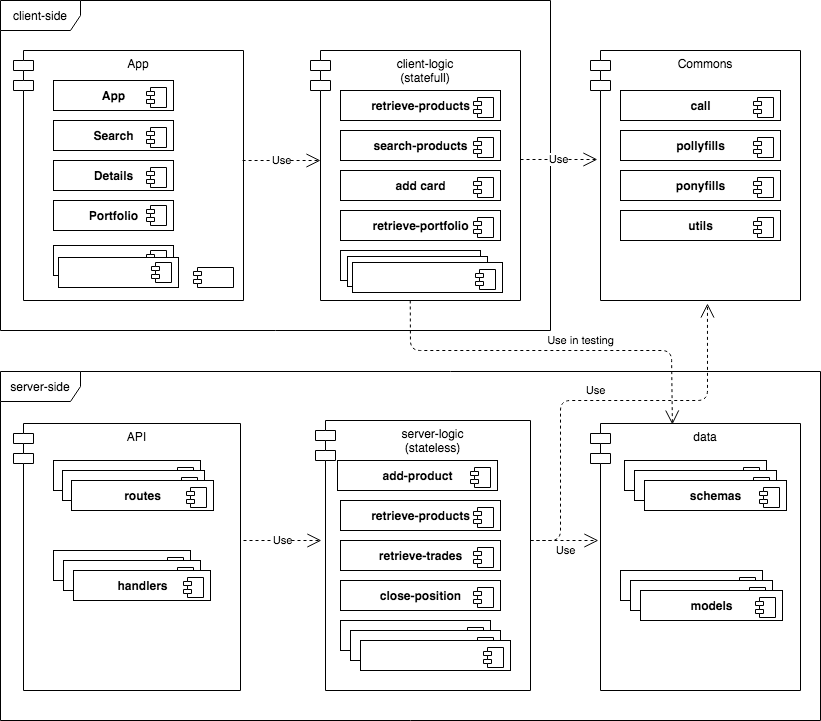 client-side
App
App
Search
Details
Portfolio
Use
client-logic
(statefull)
retrieve-products
search-products
add card
retrieve-portfolio
Use
Commons
call
pollyfills
ponyfills
utils
Use in testing
Use
server-side
API
routes
handlers
Use
server-logic
(stateless)
add-product
retrieve-products
retrieve-trades
close-position
Use
data
schemas
models